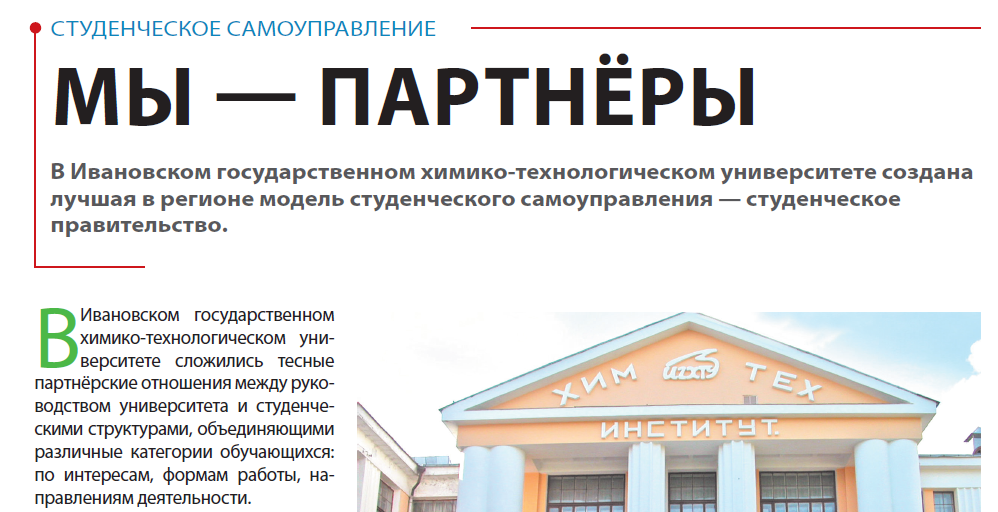 СТУДЕНЧЕСКОЕ САМОУПРАВЛЕНИЕ
МЫ — ПАРТНЁРЫ
В Ивановском государственном химико-технологическом университете создана
лучшая в регионе модель студенческого самоуправления — студенческое
правительство.
В Ивановском государственном
химико-технологическом уни-
верситете сложились тесные
партнёрские отношения между руко-
водством университета и студенче-
скими структурами, объединяющими
различные категории обучающихся:
по интересам, формам работы, на-
правлениям деятельности.
ХИМ ТЕХ
ИНСТИТУТ